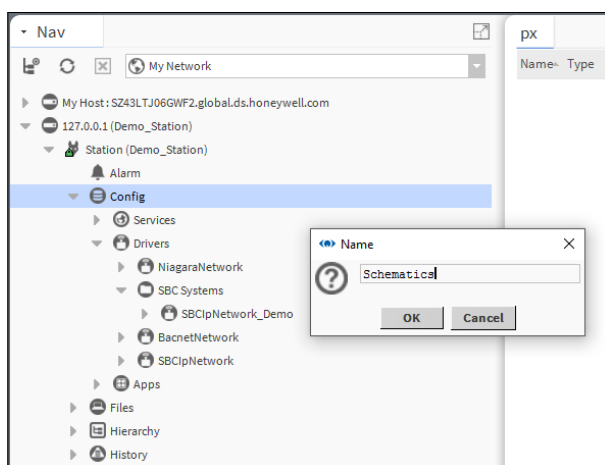 Nav
My Network
My Host : SZ43LTJ06GWF2.global.ds.honeywell.com
127.0.0.1 (Demo_Station)
Station (Demo_Station)
Alarm
Config
Services
Drivers
NiagaraNetwork
SBC Systems
SBCIpNetwork_Demo
BacnetNetwork
SBCIpNetwork
Apps
Files
Hierarchy
History
px
Name Type
Name
Schematics
OK Cancel